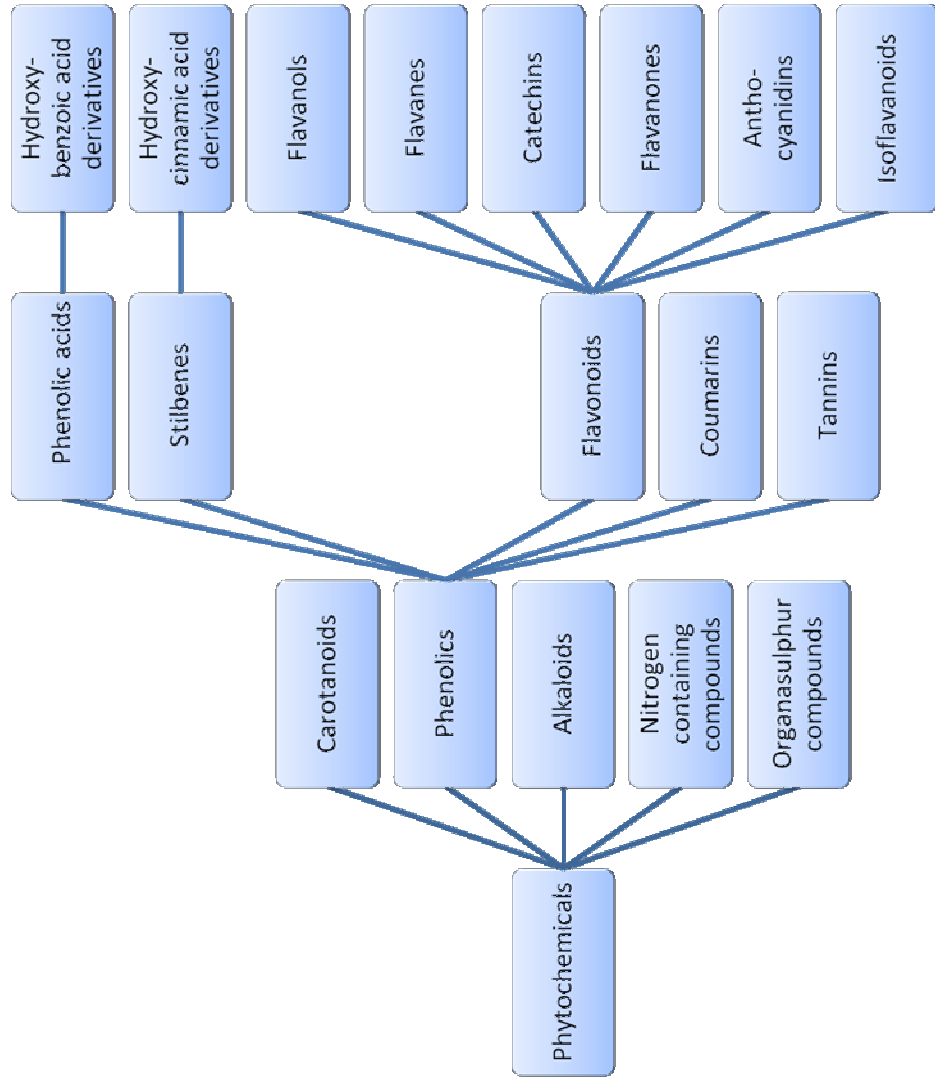 Phytochemicals
Carotanoids
Phenolics
Alkaloids
Nitrogen
containing
compounds
Organasulphur
compounds
Phenolic acids
Stilbenes
Flavonoids
Coumarins
Tannins
Hydroxy-
benzoic acid
derivatives
Hydroxy-
cinnamic acid
derivatives
Flavanols
Flavanes
Catechins
Flavanones
Antho-
cyanidins
Isoflavanoids